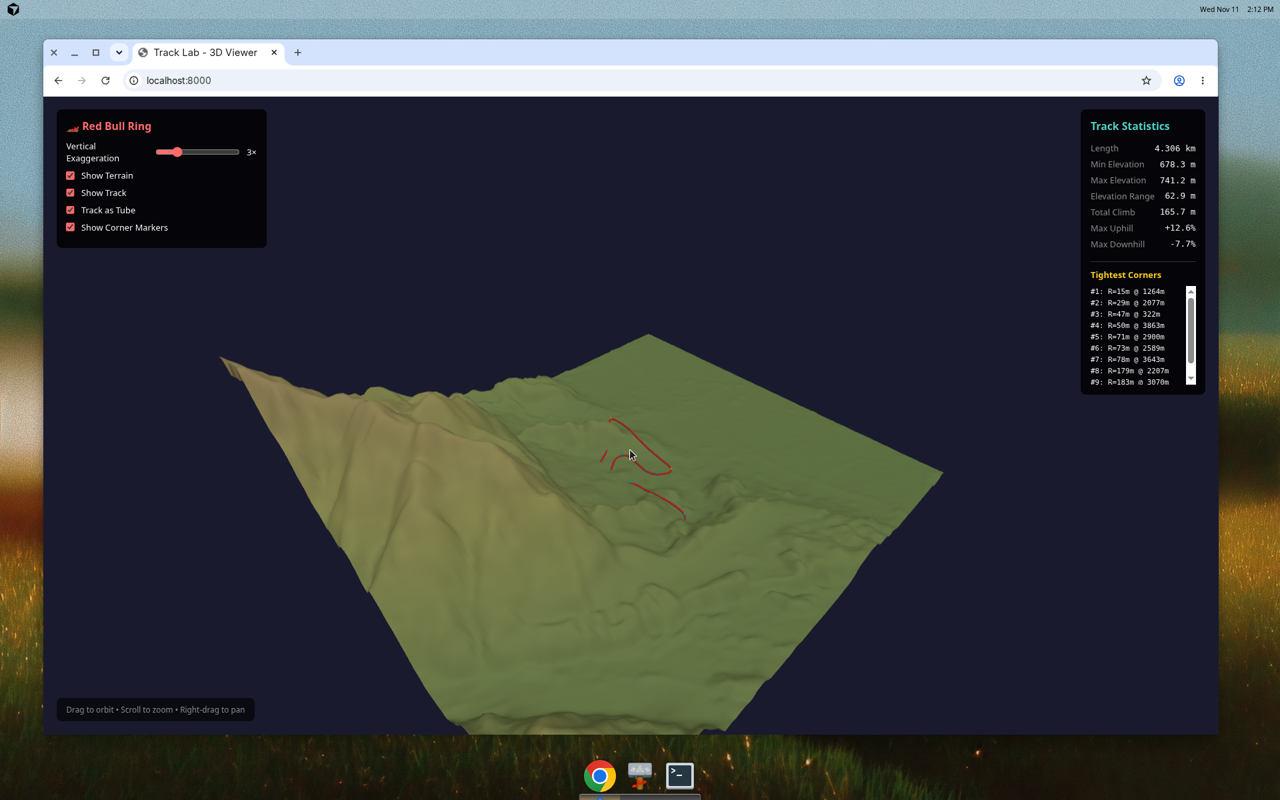 Wed Nov 11 2:12 PM
Track Lab - 3D Viewer
localhost:8000
Red Bull Ring
Vertical
Exaggeration
3×
Show Terrain
Show Track
Track as Tube
Show Corner Markers
Track Statistics
Length 4.306 km
Min Elevation 678.3 m
Max Elevation 741.2 m
Elevation Range 62.9 m
Total Climb 165.7 m
Max Uphill +12.6%
Max Downhill -7.7%
Tightest Corners
#1: R=15m @ 1264m
#2: R=29m @ 2077m
#3: R=47m @ 322m
#4: R=50m @ 3863m
#5: R=71m @ 2900m
#6: R=73m @ 2589m
#7: R=78m @ 3643m
#8: R=179m @ 2207m
#9: R=183m @ 3070m
Drag to orbit • Scroll to zoom • Right-drag to pan
>_